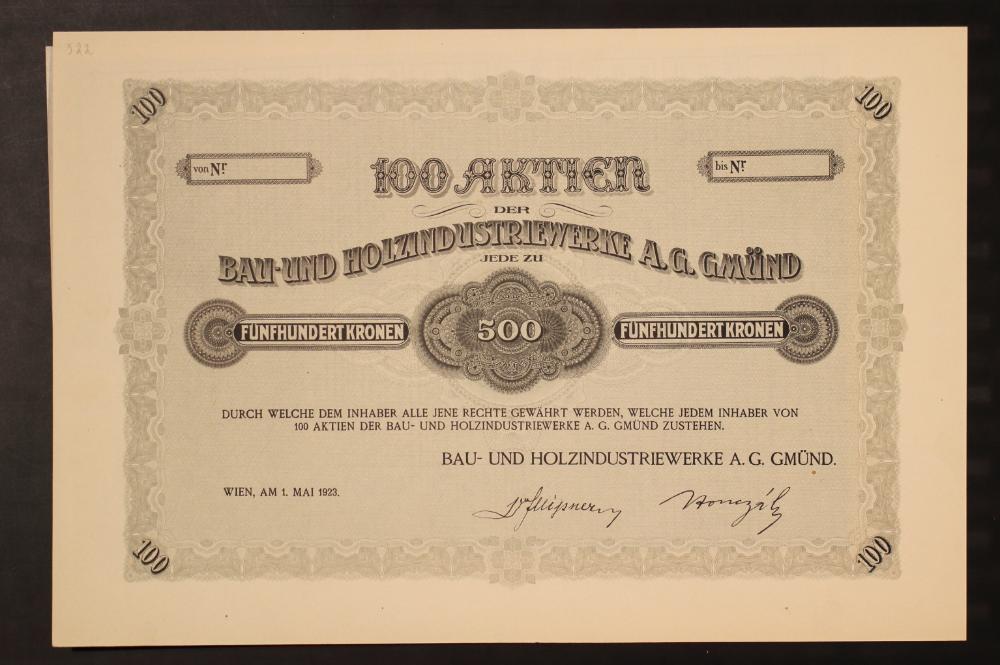 522
100 100
von Nr. bis Nr.
100 AKTIEN
DER
BAU- UND HOLZINDUSTRIEWERKE A.G. GMÜND
JEDE ZU
FÜNFHUNDERT KRONEN 500 FÜNFHUNDERT KRONEN
DURCH WELCHE DEM INHABER ALLE JENE RECHTE GEWÄHRT WERDEN, WELCHE JEDEM INHABER VON
100 AKTIEN DER BAU- UND HOLZINDUSTRIEWERKE A. G. GMÜND ZUSTEHEN.
BAU- UND HOLZINDUSTRIEWERKE A. G. GMÜND.
WIEN, AM 1. MAI 1923.
100 100